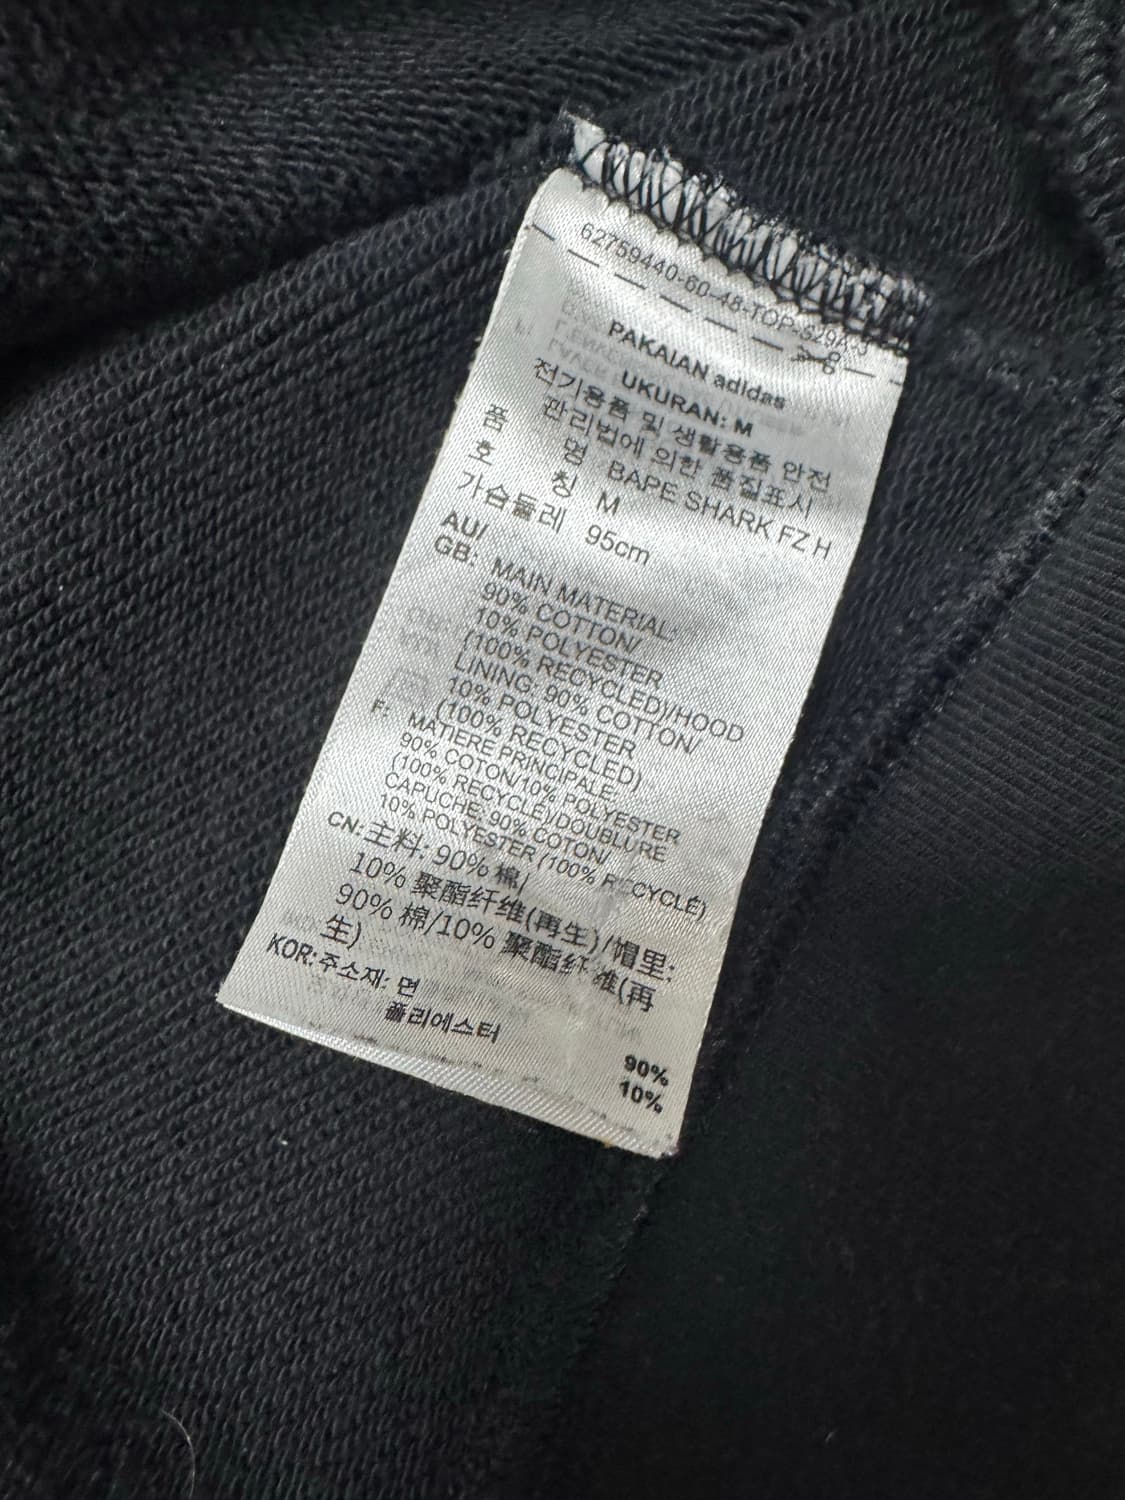 62759440-60-48-TOP-S29A-3
PAKAIAN adidas
UKURAN: M
전기용품 및 생활용품 안전
관리법에 의한 품질표시
품 명 BAPE SHARK FZ H
호 칭 M
가슴둘레 95cm
AU/
GB: MAIN MATERIAL:
90% COTTON/
10% POLYESTER
(100% RECYCLED)/HOOD
LINING: 90% COTTON/
10% POLYESTER
(100% RECYCLED)
F: MATIERE PRINCIPALE:
90% COTON/10% POLYESTER
(100% RECYCLÉ)/DOUBLURE
CAPUCHE: 90% COTON/
10% POLYESTER (100% RECYCLÉ)
CN: 主料: 90% 棉/
10% 聚酯纤维(再生)/帽里:
90% 棉/10% 聚酯纤维(再
生)
KOR: 주소재: 면 90%
폴리에스터 10%